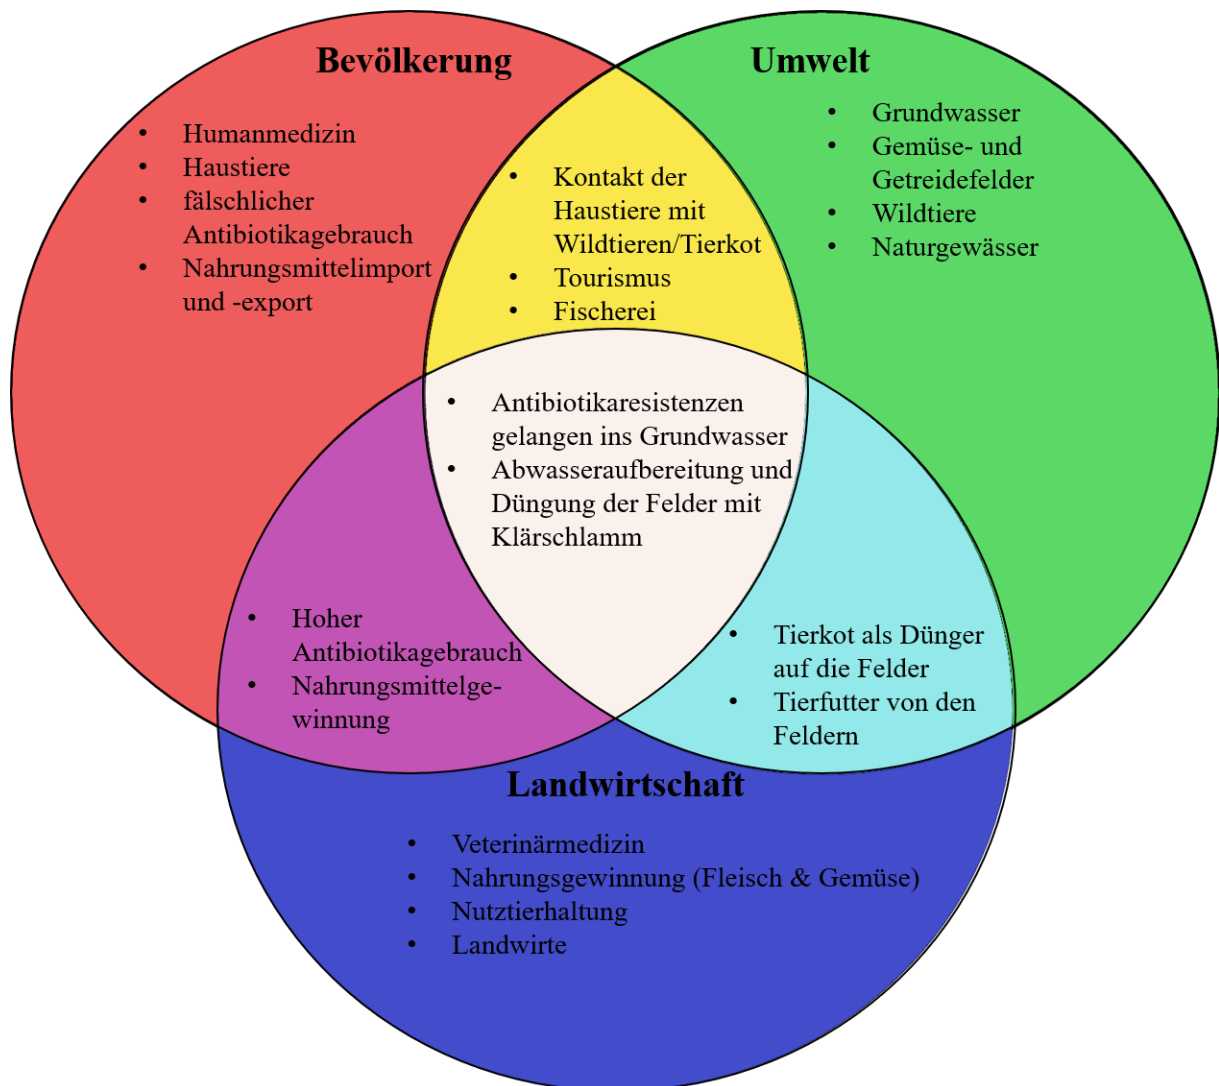 Bevölkerung
• Humanmedizin
• Haustiere
• fälschlicher
Antibiotikagebrauch
• Nahrungsmittelimport
und -export
Umwelt
• Grundwasser
• Gemüse- und
Getreidefelder
• Wildtiere
• Naturgewässer
• Kontakt der
Haustiere mit
Wildtieren/Tierkot
• Tourismus
• Fischerei
• Antibiotikaresistenzen
gelangen ins Grundwasser
• Abwasseraufbereitung und
Düngung der Felder mit
Klärschlamm
• Hoher
Antibiotikagebrauch
• Nahrungsmittelge-
winnung
• Tierkot als Dünger
auf die Felder
• Tierfutter von den
Feldern
Landwirtschaft
• Veterinärmedizin
• Nahrungsgewinnung (Fleisch & Gemüse)
• Nutztierhaltung
• Landwirte